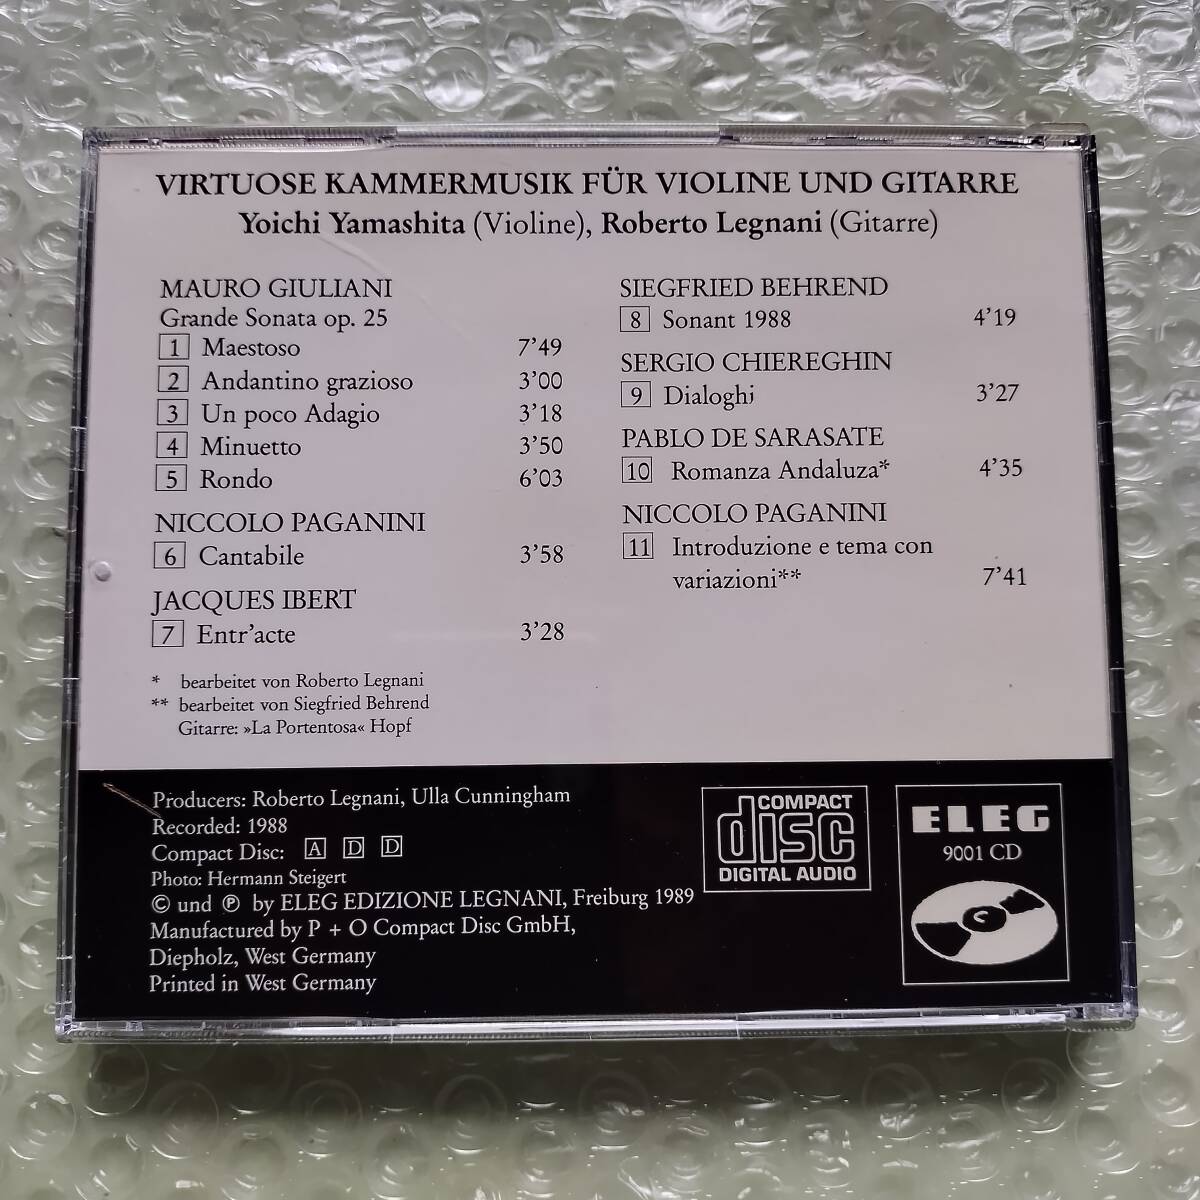 VIRTUOSE KAMMERMUSIK FÜR VIOLINE UND GITARRE
Yoichi Yamashita (Violine), Roberto Legnani (Gitarre)
MAURO GIULIANI
Grande Sonata op. 25
1 Maestoso 7'49
2 Andantino grazioso 3'00
3 Un poco Adagio 3'18
4 Minuetto 3'50
5 Rondo 6'03
NICCOLO PAGANINI
6 Cantabile 3'58
JACQUES IBERT
7 Entr'acte 3'28
* bearbeitet von Roberto Legnani
** bearbeitet von Siegfried Behrend
Gitarre: »La Portentosa« Hopf
SIEGFRIED BEHREND
8 Sonant 1988 4'19
SERGIO CHIEREGHIN
9 Dialoghi 3'27
PABLO DE SARASATE
10 Romanza Andaluza* 4'35
NICCOLO PAGANINI
11 Introduzione e tema con
variazioni** 7'41
Producers: Roberto Legnani, Ulla Cunningham
Recorded: 1988
Compact Disc: A D D
Photo: Hermann Steigert
© und ℗ by ELEG EDIZIONE LEGNANI, Freiburg 1989
Manufactured by P + O Compact Disc GmbH,
Diepholz, West Germany
Printed in West Germany
COMPACT
disc
DIGITAL AUDIO
ELEG
9001 CD